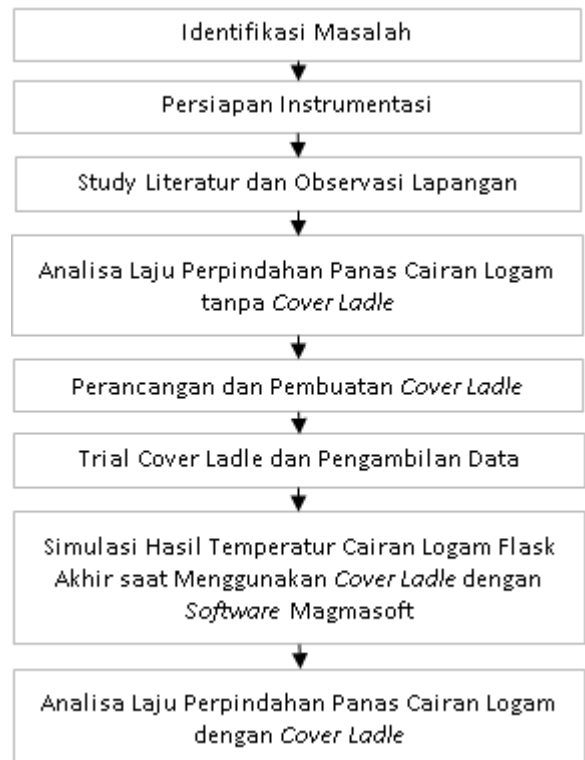 Identifikasi Masalah
Persiapan Instrumentasi
Study Literatur dan Observasi Lapangan
Analisa Laju Perpindahan Panas Cairan Logam
tanpa Cover Ladle
Perancangan dan Pembuatan Cover Ladle
Trial Cover Ladle dan Pengambilan Data
Simulasi Hasil Temperatur Cairan Logam Flask
Akhir saat Menggunakan Cover Ladle dengan
Software Magmasoft
Analisa Laju Perpindahan Panas Cairan Logam
dengan Cover Ladle